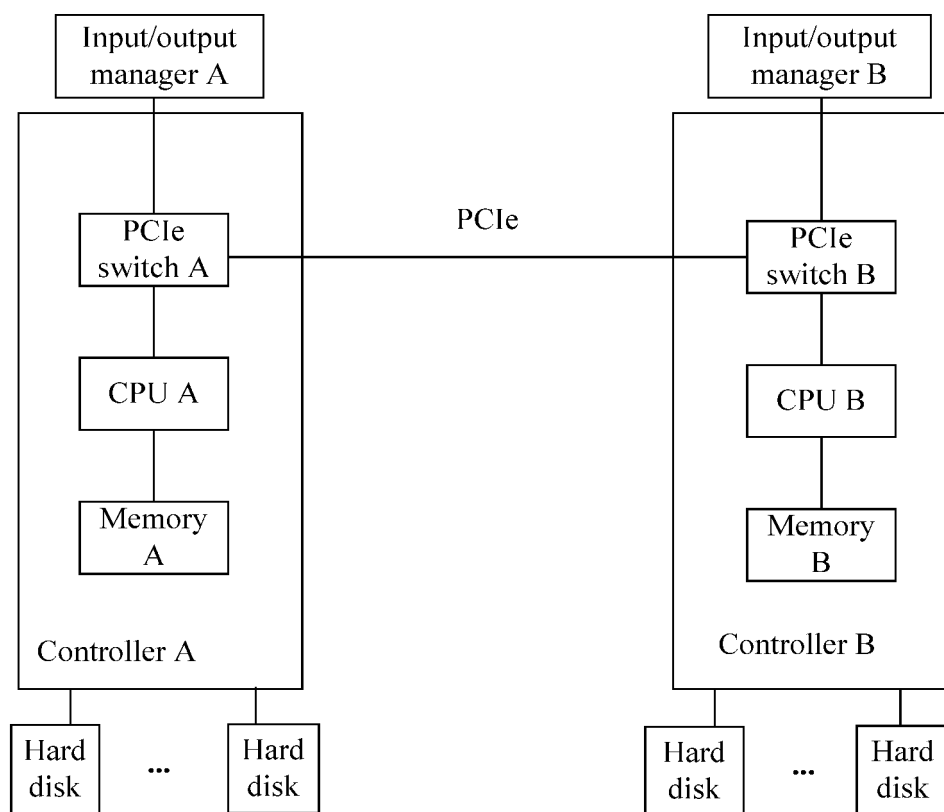 Input/output
manager A
Input/output
manager B
PCIe
PCIe
switch A
PCIe
switch B
CPU A
CPU B
Memory
A
Memory
B
Controller A
Controller B
Hard
disk
...
Hard
disk
Hard
disk
...
Hard
disk